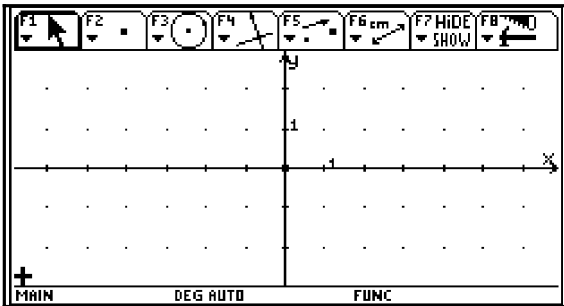 F1 F2 F3 F4 F5 F6 cm F7 HiDE F8
SHOW
y
1
1
x
MAIN DEG AUTO FUNC